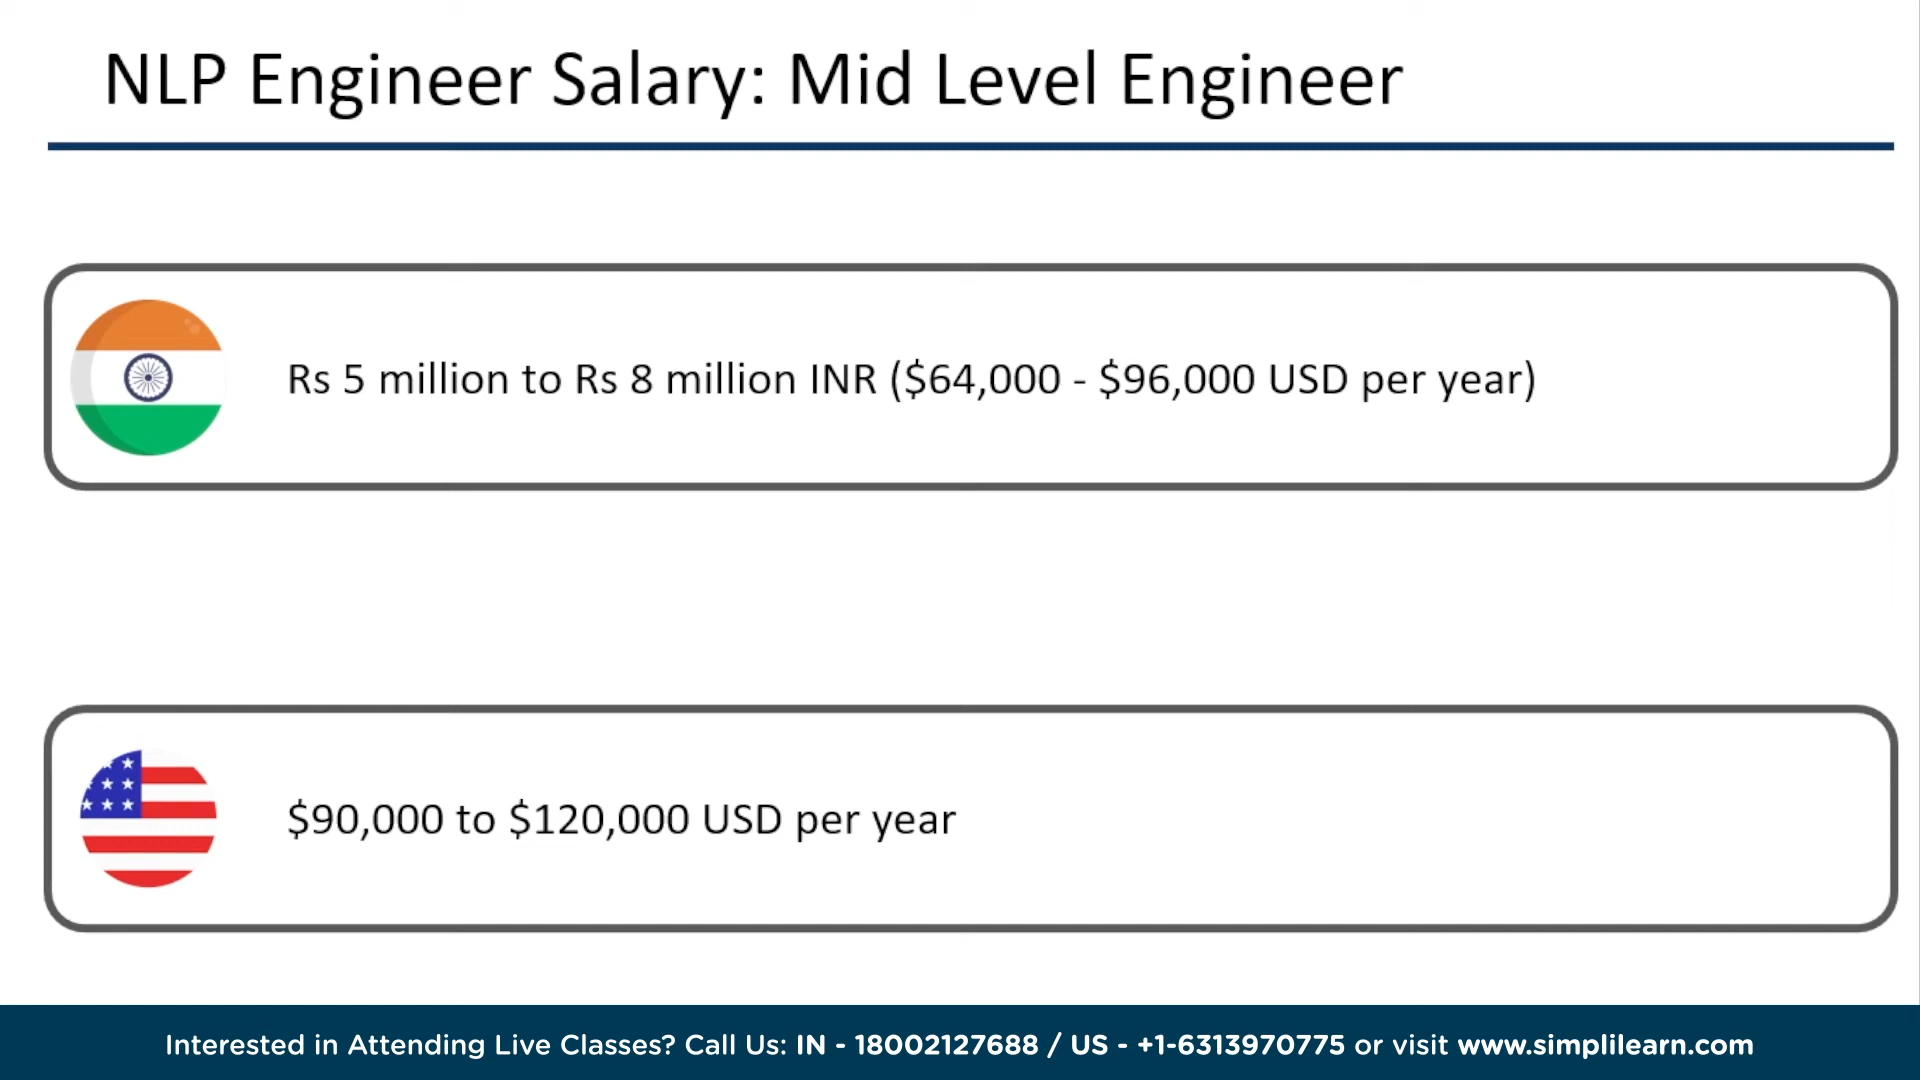 NLP Engineer Salary: Mid Level Engineer
Rs 5 million to Rs 8 million INR ($64,000 - $96,000 USD per year)
$90,000 to $120,000 USD per year
Interested in Attending Live Classes? Call Us: IN - 18002127688 / US - +1-6313970775 or visit www.simplilearn.com